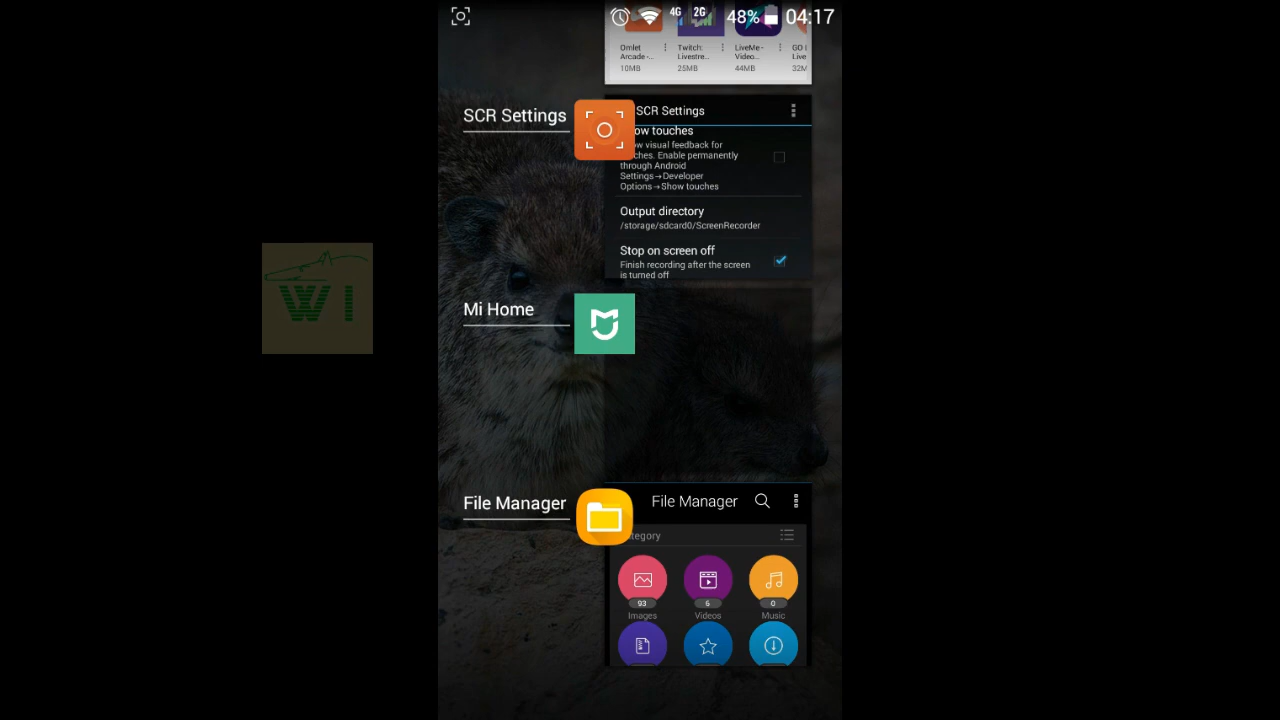 4G 2G 48% 04:17
Omlet Twitch: LiveMe - GO
Arcade -... Livestre... Video... Live
10MB 25MB 44MB 32M
SCR Settings
SCR Settings
ow touches
ow visual feedback for
ches. Enable permanently
through Android
Settings→Developer
Options→Show touches
Output directory
/storage/sdcard0/ScreenRecorder
Stop on screen off
Finish recording after the screen
is turned off
Mi Home
WI
File Manager
File Manager
tegory
93 6 0
Images Videos Music